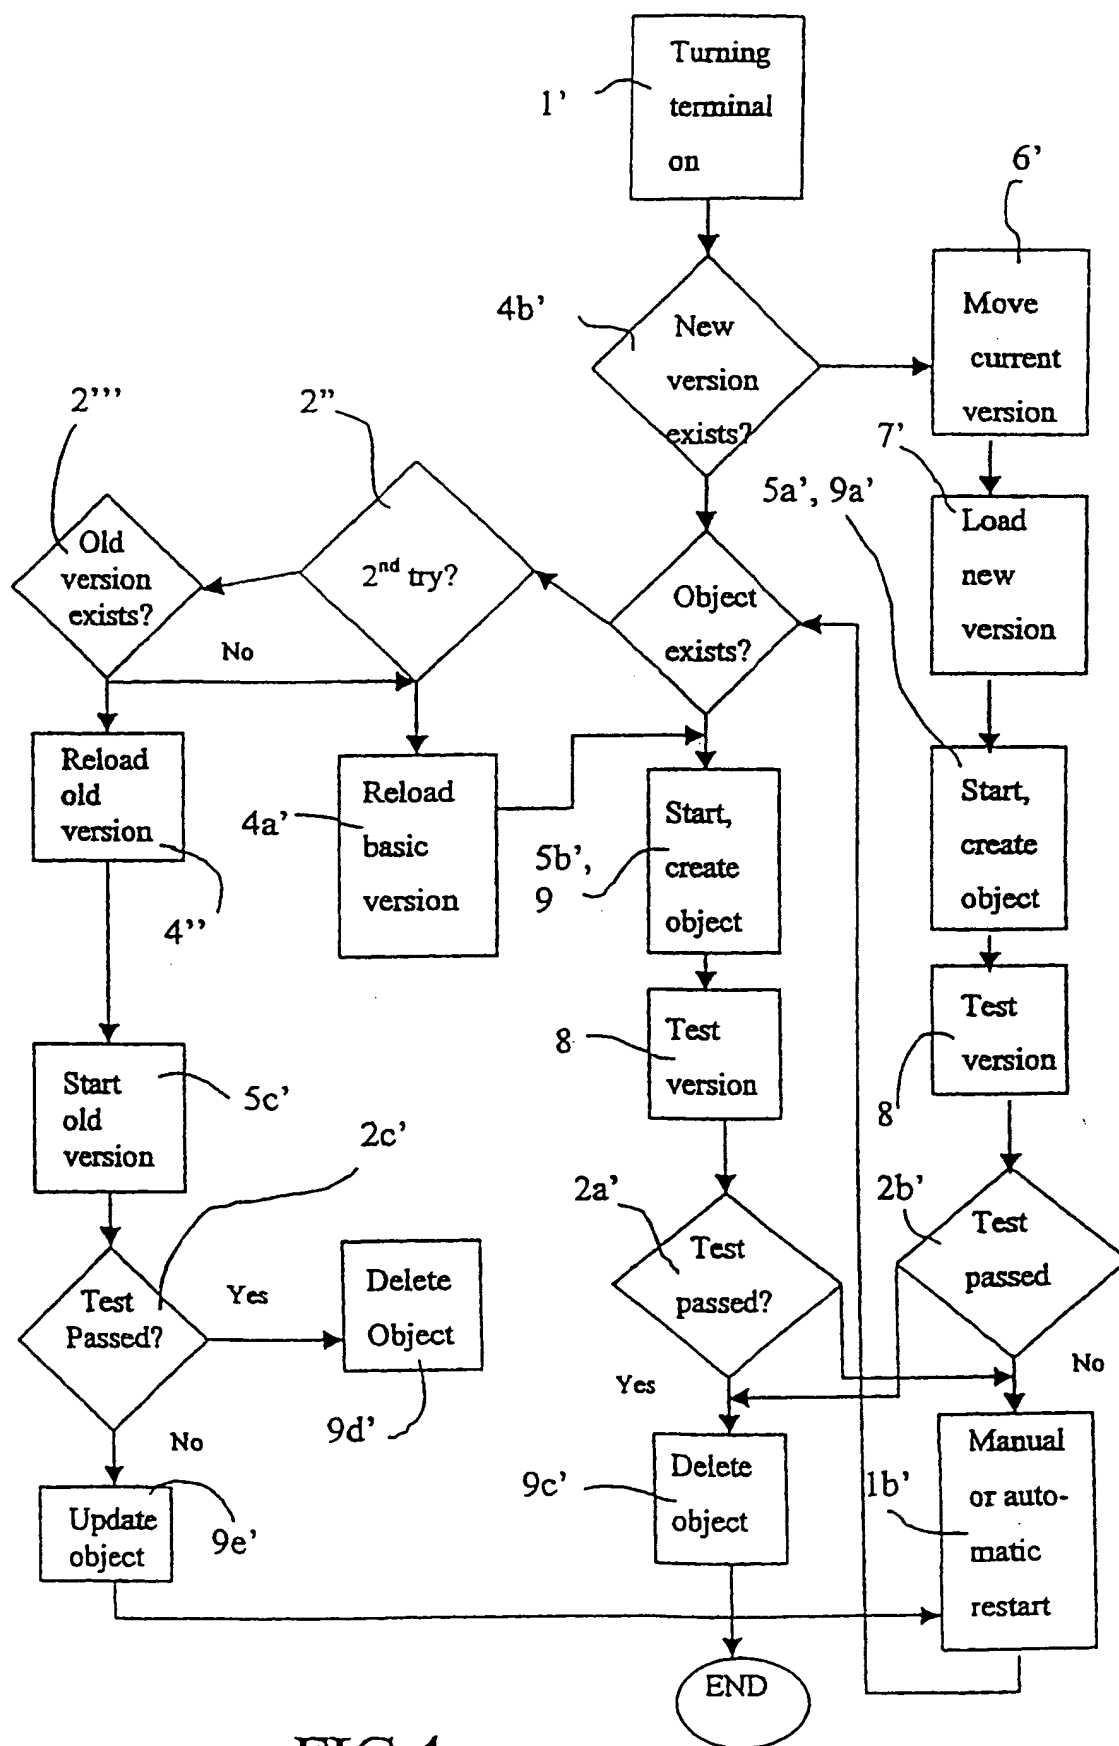 Turning
terminal
on
1'
6'
4b'
New
version
exists?
Move
current
version
2'''
2''
7'
5a', 9a'
Load
new
version
Old
version
exists?
2nd try?
Object
exists?
No
Reload
old
version
4''
4a'
Reload
basic
version
5b',
9
Start,
create
object
Start,
create
object
8
Test
version
Test
version
8'
Start
old
version
5c'
2c'
2a'
Test
passed?
2b'
Test
passed
Test
Passed?
Yes
Delete
Object
9d'
No
Yes
No
9c'
Delete
object
1b'
Manual
or auto-
matic
restart
Update
object
9e'
END